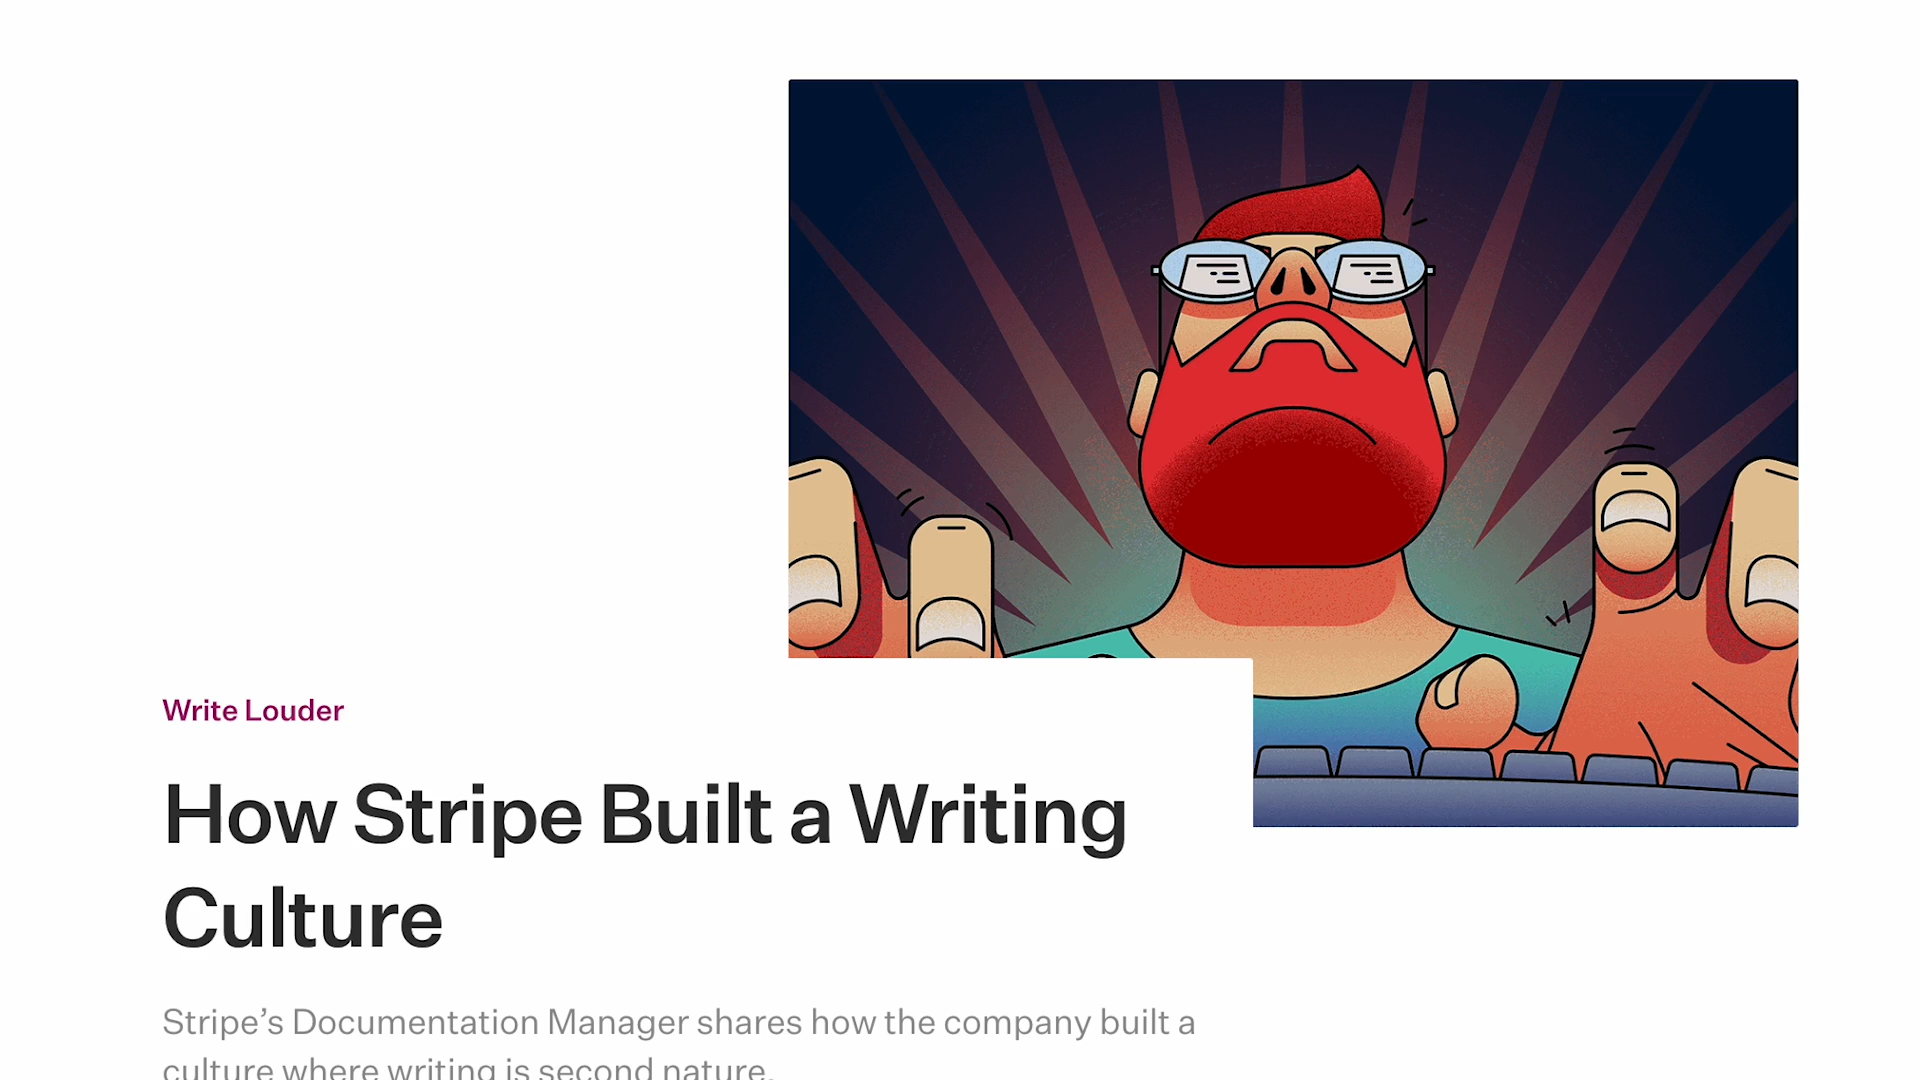 Write Louder
How Stripe Built a Writing
Culture
Stripe’s Documentation Manager shares how the company built a
culture where writing is second nature.